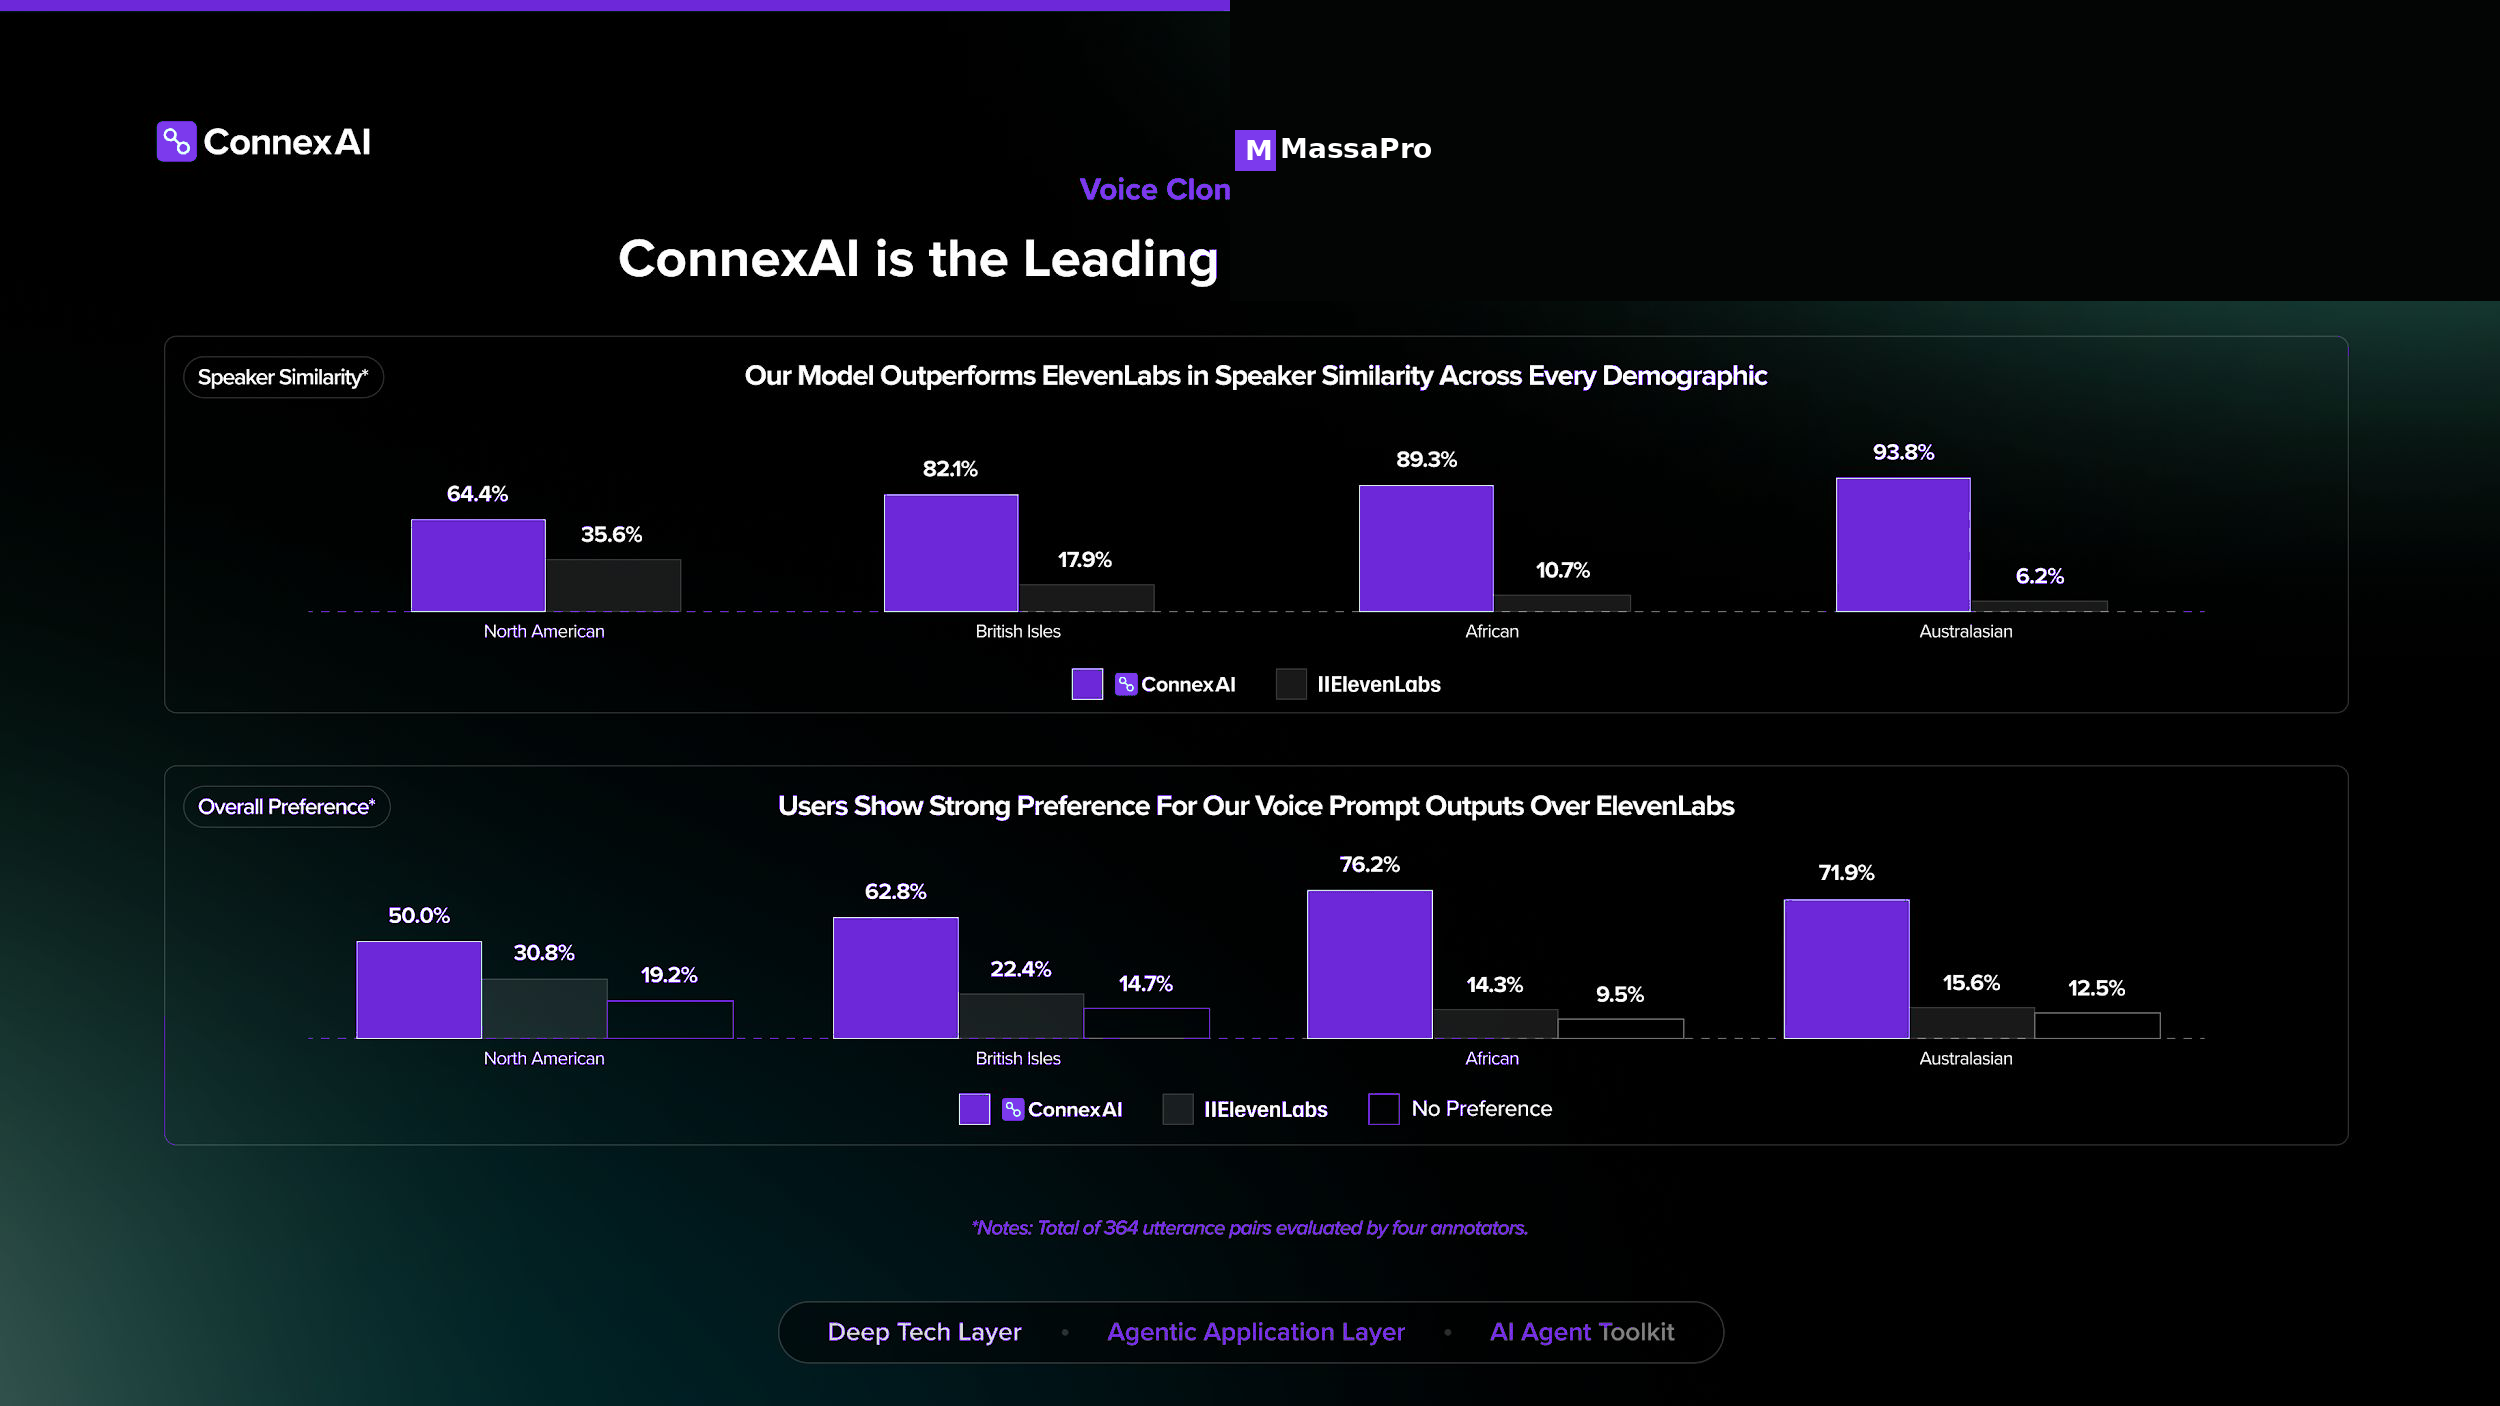 ConnexAI
M MassaPro
Voice Clon
ConnexAI is the Leading
Speaker Similarity*
Our Model Outperforms ElevenLabs in Speaker Similarity Across Every Demographic
64.4%
35.6%
82.1%
17.9%
89.3%
10.7%
93.8%
6.2%
North American
British Isles
African
Australasian
ConnexAI
IIElevenLabs
Overall Preference*
Users Show Strong Preference For Our Voice Prompt Outputs Over ElevenLabs
50.0%
30.8%
19.2%
62.8%
22.4%
14.7%
76.2%
14.3%
9.5%
71.9%
15.6%
12.5%
North American
British Isles
African
Australasian
ConnexAI
IIElevenLabs
No Preference
*Notes: Total of 364 utterance pairs evaluated by four annotators.
Deep Tech Layer • Agentic Application Layer • AI Agent Toolkit